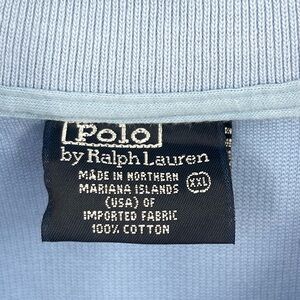 Polo
by Ralph Lauren
MADE IN NORTHERN
MARIANA ISLANDS
(USA) OF
IMPORTED FABRIC
100% COTTON
XXL